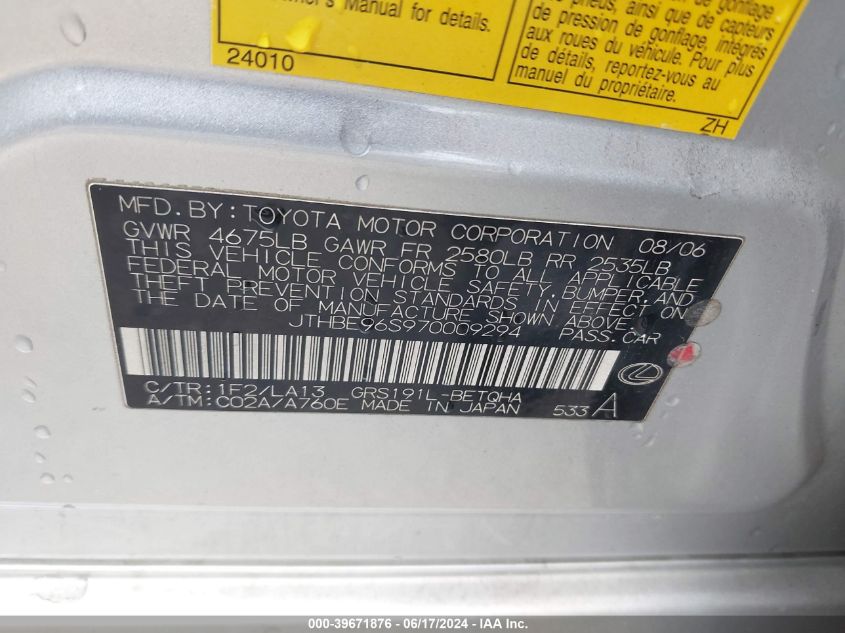 Manual for details.
24010
pneus, ainsi que de capteurs
de pression de gonflage, intégrés
aux roues du véhicule. Pour plus
de détails, reportez-vous au
manuel du propriétaire.
ZH
MFD. BY: TOYOTA MOTOR CORPORATION 08/06
GVWR 4675LB GAWR FR 2580LB RR 2535LB
THIS VEHICLE CONFORMS TO ALL APPLICABLE
FEDERAL MOTOR VEHICLE SAFETY, BUMPER, AND
THEFT PREVENTION STANDARDS IN EFFECT ON
THE DATE OF MANUFACTURE SHOWN ABOVE.
JTHBE96S970009294 PASS. CAR
C/TR: 1F2/LA13 GRS191L-BETQHA
A/TM: C02A/A760E MADE IN JAPAN 533 A
000-39671876 - 06/17/2024 - IAA Inc.